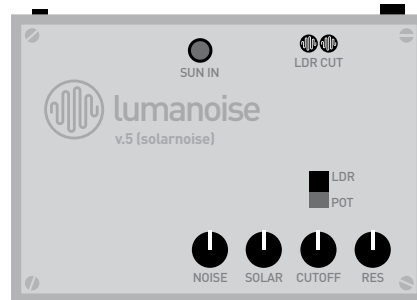 SUN IN
LDR CUT
lumanoise
v.5 (solarnoise)
LDR
POT
NOISE SOLAR CUTOFF RES